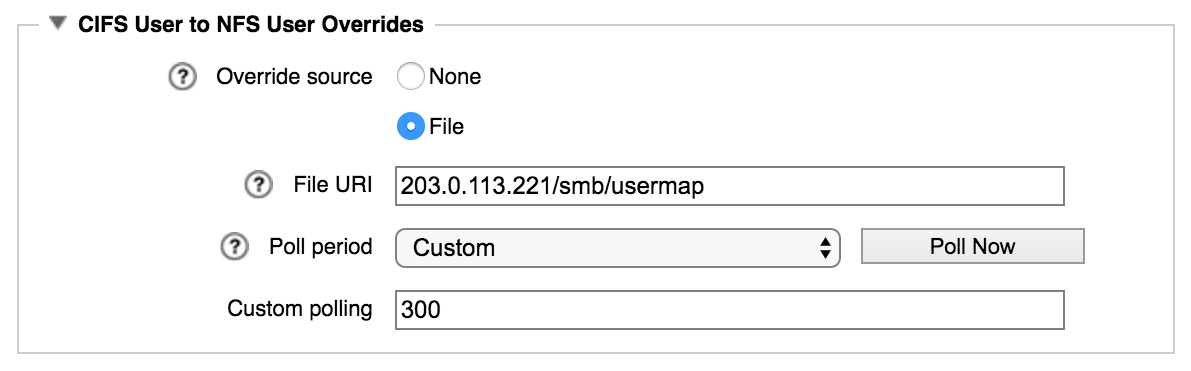 CIFS User to NFS User Overrides
? Override source None
File
? File URI 203.0.113.221/smb/usermap
? Poll period Custom Poll Now
Custom polling 300